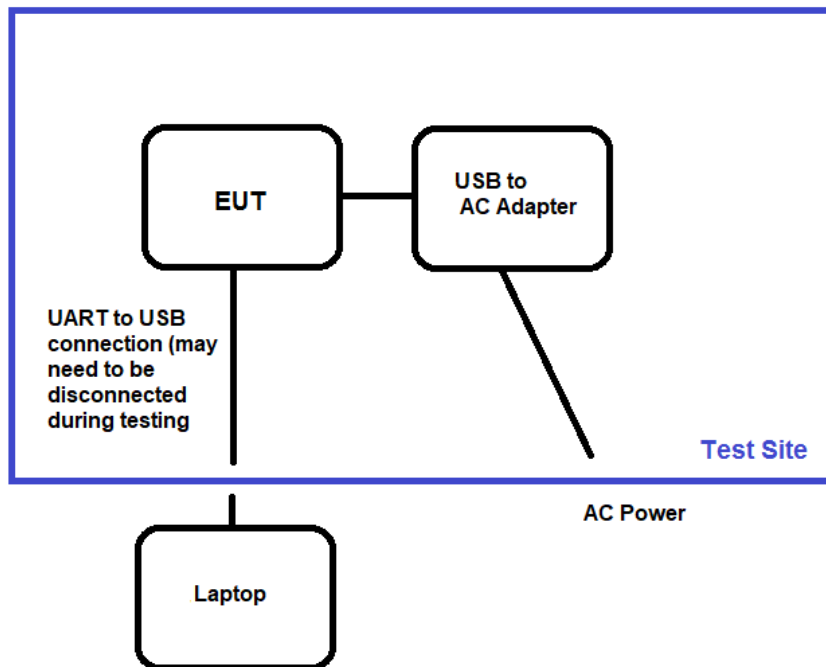 EUT
USB to
AC Adapter
UART to USB
connection (may
need to be
disconnected
during testing
Test Site
AC Power
Laptop